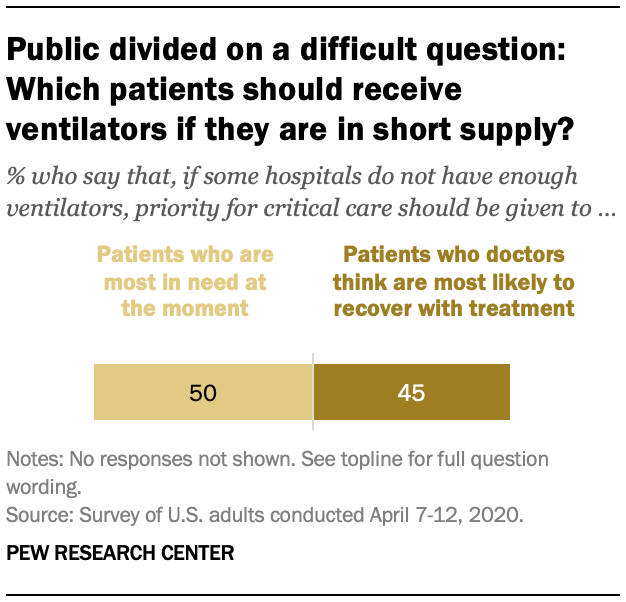 Public divided on a difficult question:
Which patients should receive
ventilators if they are in short supply?
% who say that, if some hospitals do not have enough
ventilators, priority for critical care should be given to ...
Patients who are
most in need at
the moment
Patients who doctors
think are most likely to
recover with treatment
50
45
Notes: No responses not shown. See topline for full question
wording.
Source: Survey of U.S. adults conducted April 7-12, 2020.
PEW RESEARCH CENTER